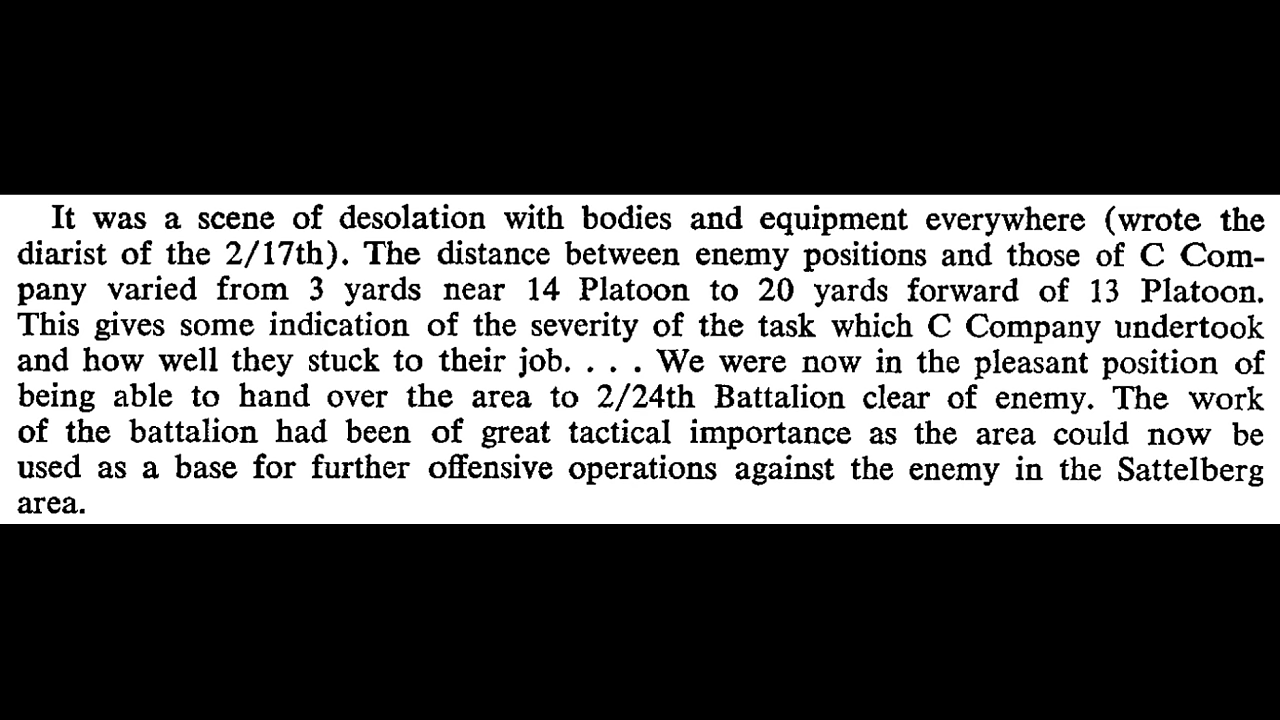 It was a scene of desolation with bodies and equipment everywhere (wrote the
diarist of the 2/17th). The distance between enemy positions and those of C Com-
pany varied from 3 yards near 14 Platoon to 20 yards forward of 13 Platoon.
This gives some indication of the severity of the task which C Company undertook
and how well they stuck to their job. . . . We were now in the pleasant position of
being able to hand over the area to 2/24th Battalion clear of enemy. The work
of the battalion had been of great tactical importance as the area could now be
used as a base for further offensive operations against the enemy in the Sattelberg
area.